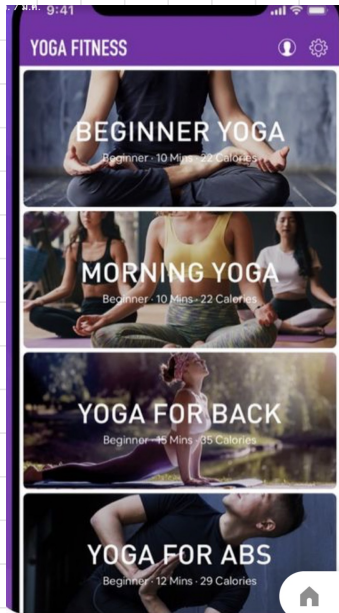 9:41
YOGA FITNESS
BEGINNER YOGA
Beginner · 10 Mins · 22 Calories
MORNING YOGA
Beginner · 10 Mins · 22 Calories
YOGA FOR BACK
Beginner · 15 Mins · 35 Calories
YOGA FOR ABS
Beginner · 12 Mins · 29 Calories